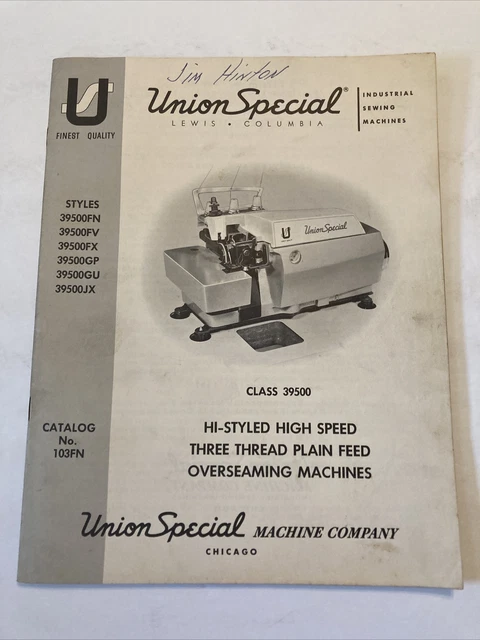 Jim Hinton
Union Special®
LEWIS • COLUMBIA
INDUSTRIAL
SEWING
MACHINES
U S
FINEST QUALITY
STYLES
39500FN
39500FV
39500FX
39500GP
39500GU
39500JX
U
Union Special
CLASS 39500
CATALOG
No.
103FN
HI-STYLED HIGH SPEED
THREE THREAD PLAIN FEED
OVERSEAMING MACHINES
Union Special MACHINE COMPANY
CHICAGO